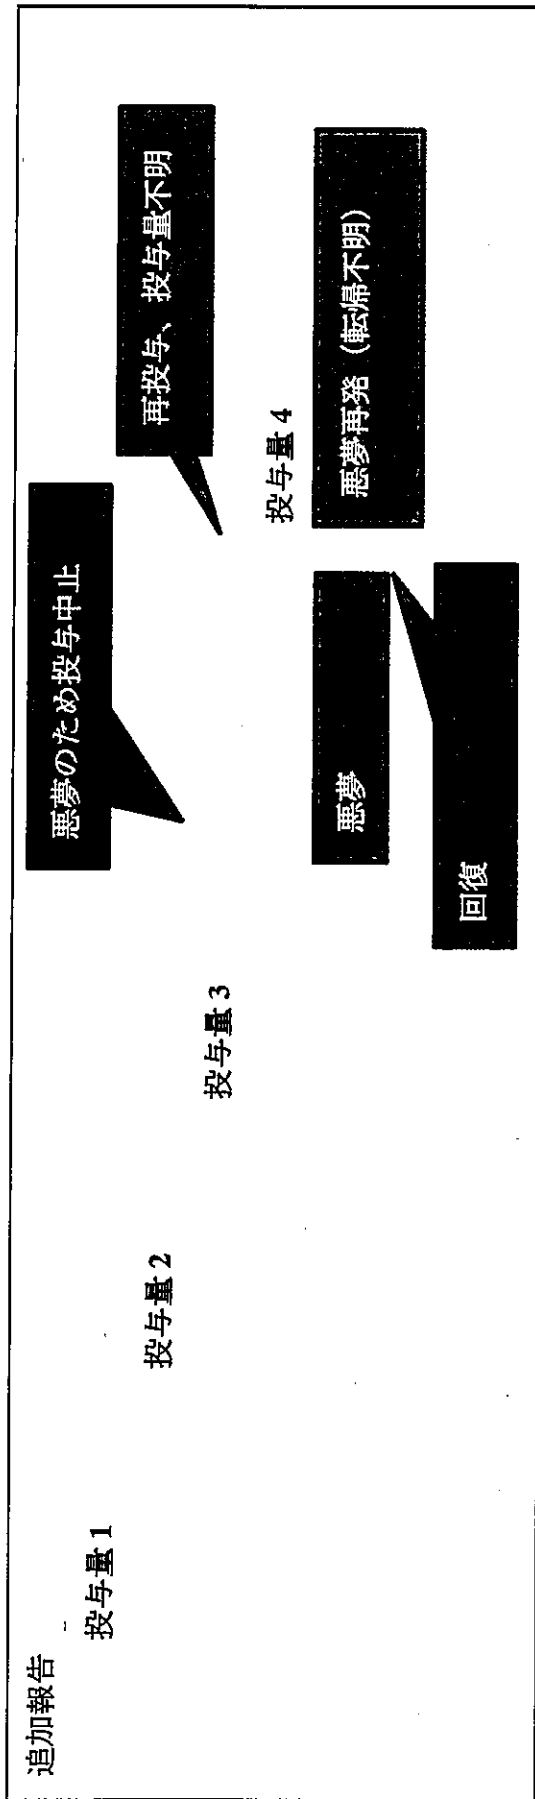 追加報告
悪夢のため投与中止
投与量1
再投与、投与量不明
投与量2
投与量3
投与量4
悪夢
悪夢再発（転帰不明）
回復